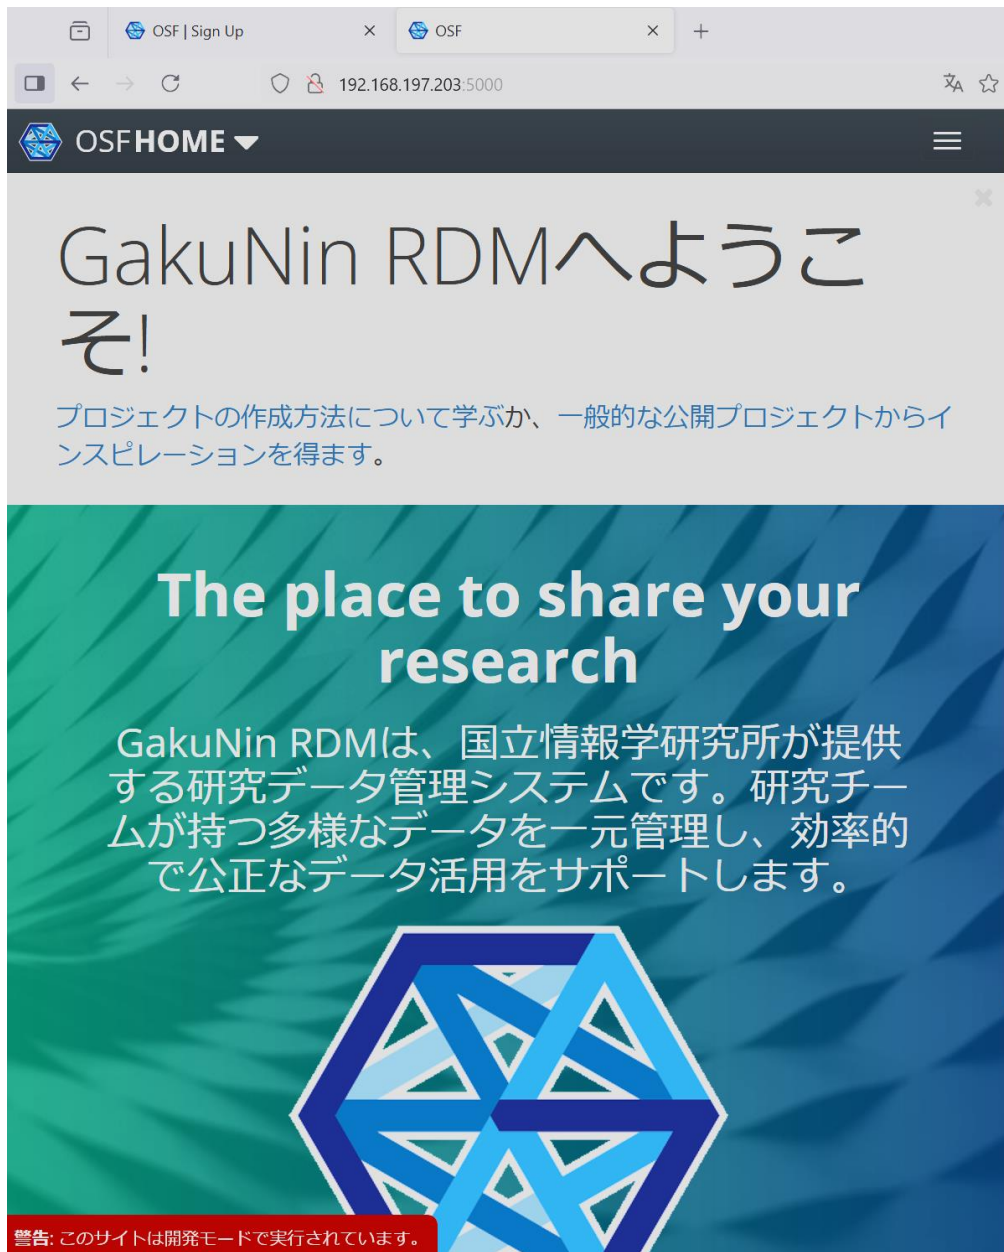 OSF | Sign Up
OSF
192.168.197.203:5000
OSFHOME
GakuNin RDMへようこ
そ!
プロジェクトの作成方法について学ぶか、一般的な公開プロジェクトからイ
ンスピレーションを得ます。
The place to share your
research
GakuNin RDMは、国立情報学研究所が提供
する研究データ管理システムです。研究チー
ムが持つ多様なデータを一元管理し、効率的
で公正なデータ活用をサポートします。
警告: このサイトは開発モードで実行されています。